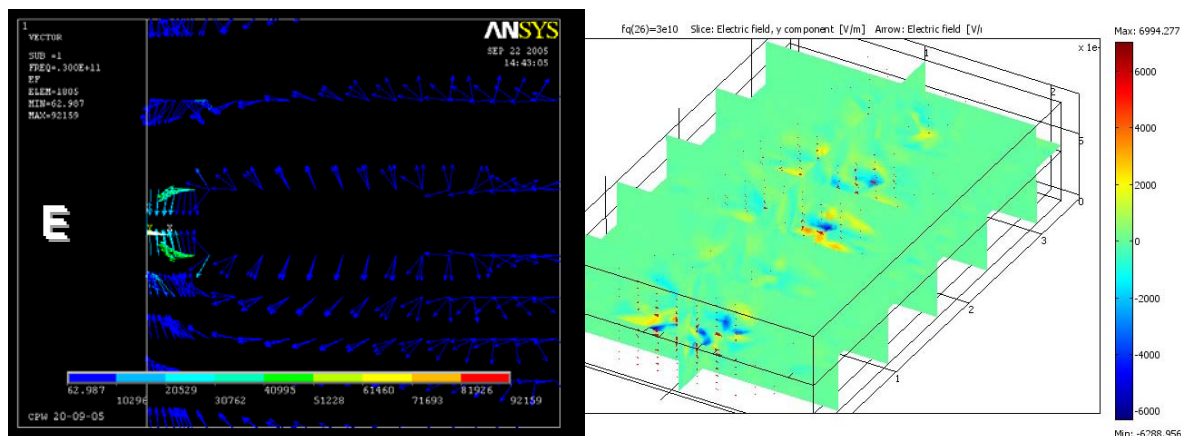 1
VECTOR
SUB =1
FREQ=.300E+11
EF
ELEM=1805
MIN=62.987
MAX=92159
ANSYS
SEP 22 2005
14:43:05
E
62.987 20529 40995 61460 81926
10296 30762 51228 71693 92159
CPW 20-09-05
fq(26)=3e10 Slice: Electric field, y component [V/m] Arrow: Electric field [V/
Max: 6994.277
x 1e-
1
2
5
0
3
2
1
6000
4000
2000
0
-2000
-4000
-6000
Min: -6288.956